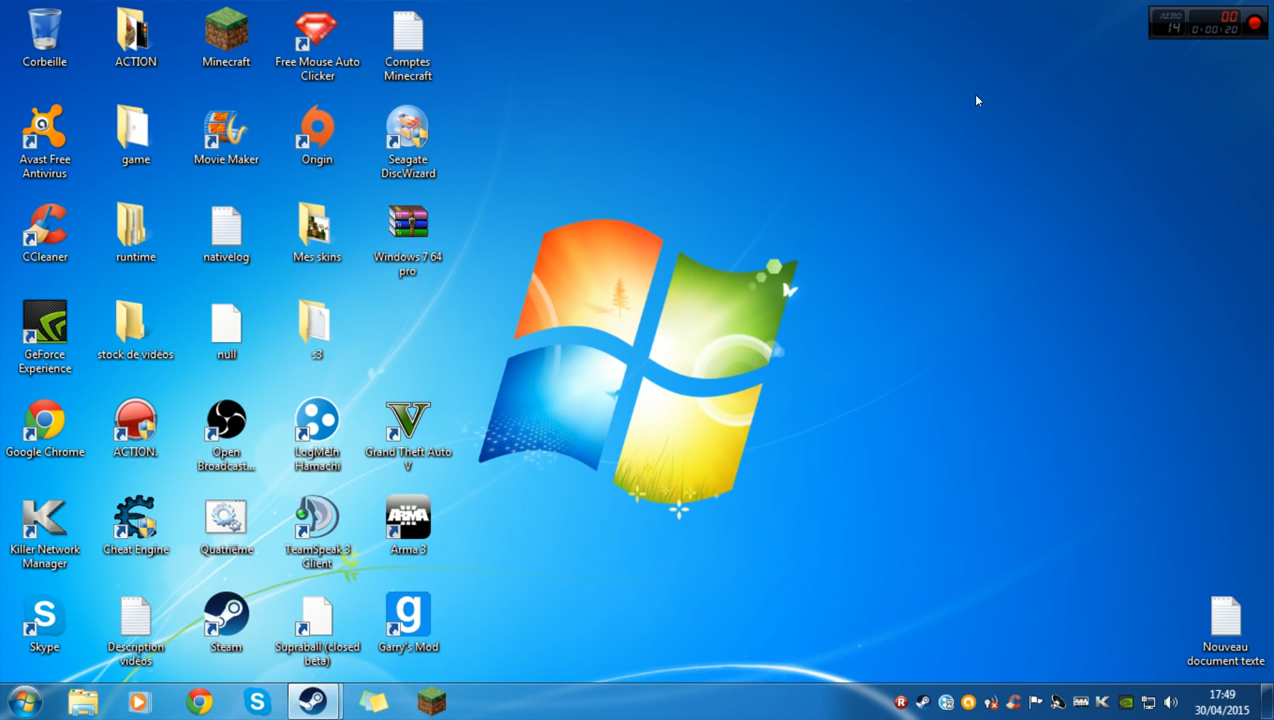 AERO
00
14
0:00:20
Corbeille
ACTION
Minecraft
Free Mouse Auto
Clicker
Comptes
Minecraft
Avast Free
Antivirus
game
Movie Maker
Origin
Seagate
DiscWizard
CCleaner
runtime
nativelog
Mes skins
Windows 7 64
pro
GeForce
Experience
stock de vidéos
null
s3
Google Chrome
ACTION.
Open
Broadcast...
LogMeIn
Hamachi
V
Grand Theft Auto
V
Killer Network
Manager
Cheat Engine
Quatrième
TeamSpeak 3
Client
ARMA
III
Arma 3
S
Skype
Description
vidéos
Steam
Supraball (closed
beta)
g
Garry's Mod
Nouveau
document texte
17:49
30/04/2015